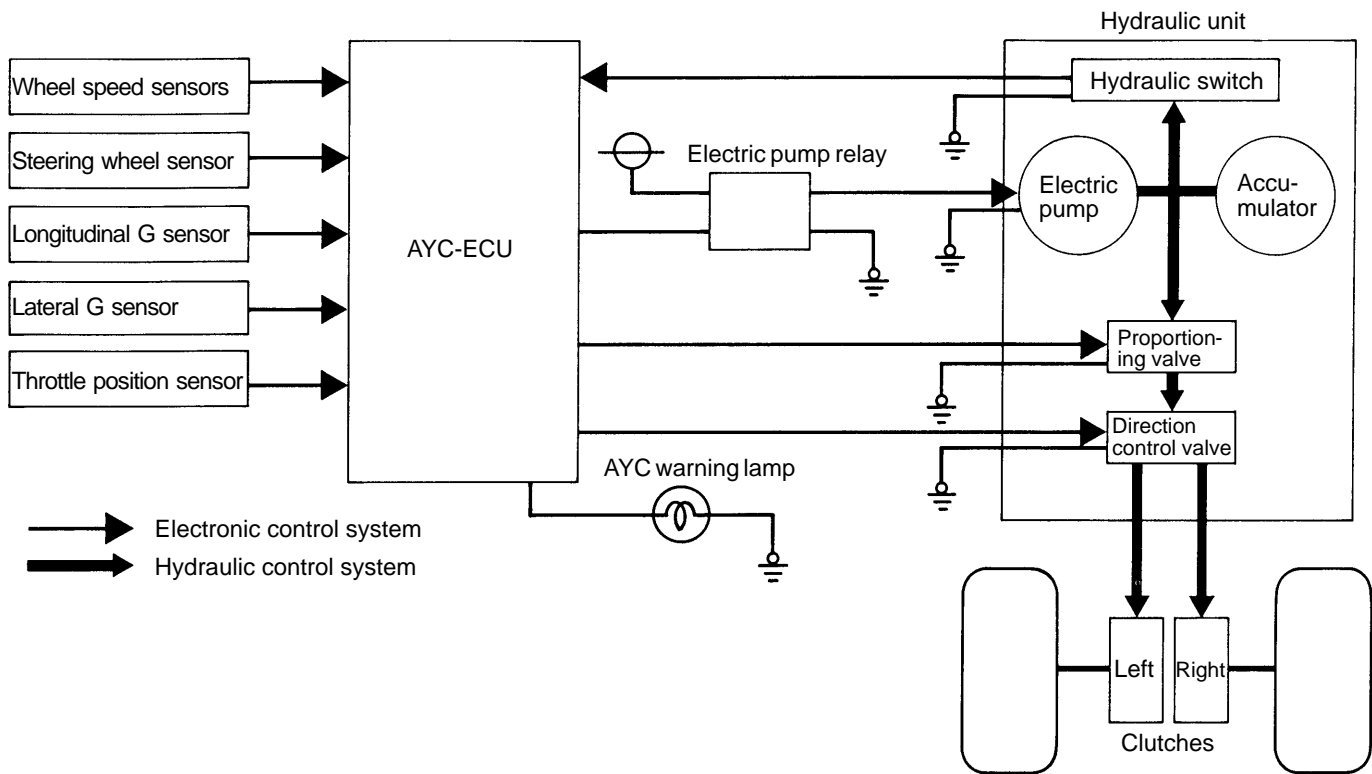 Hydraulic unit
Wheel speed sensors
Steering wheel sensor
Longitudinal G sensor
Lateral G sensor
Throttle position sensor
AYC-ECU
Hydraulic switch
Electric pump relay
Electric
pump
Accu-
mulator
Proportion-
ing valve
Direction
control valve
AYC warning lamp
Electronic control system
Hydraulic control system
Left
Right
Clutches